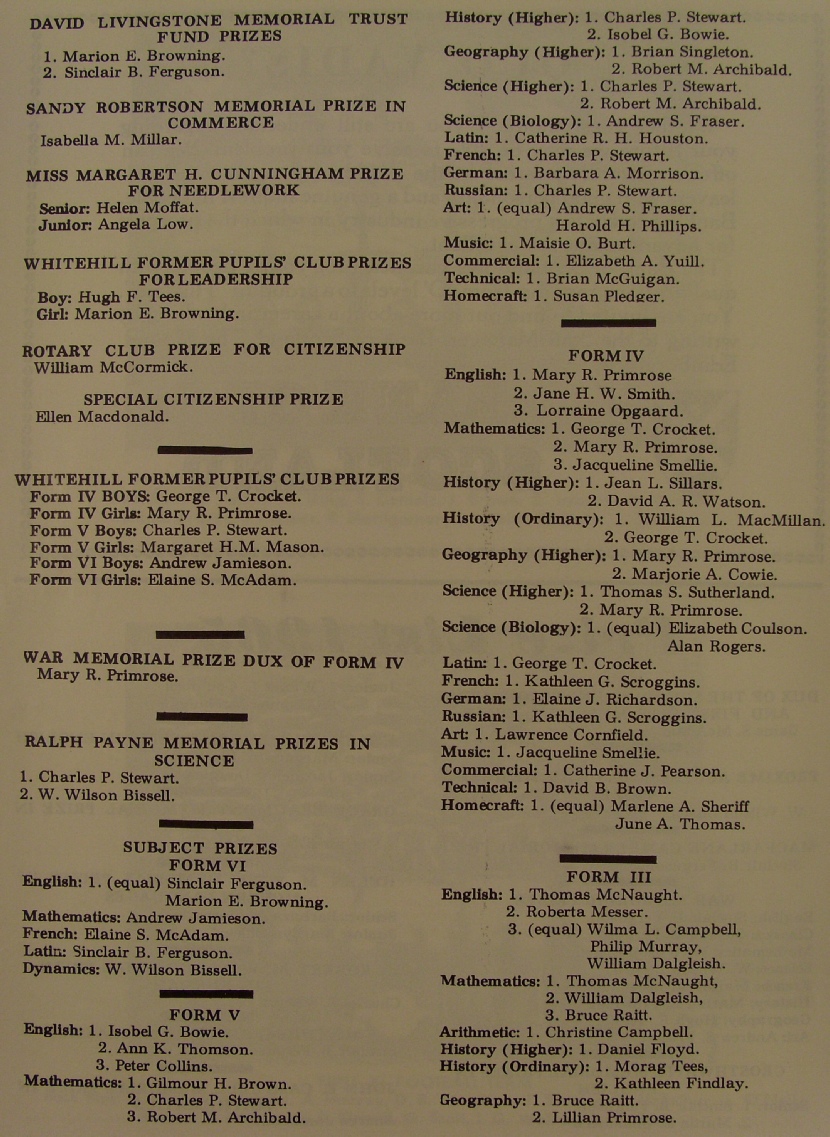 DAVID LIVINGSTONE MEMORIAL TRUST
FUND PRIZES
1. Marion E. Browning.
2. Sinclair B. Ferguson.
SANDY ROBERTSON MEMORIAL PRIZE IN
COMMERCE
Isabella M. Millar.
MISS MARGARET H. CUNNINGHAM PRIZE
FOR NEEDLEWORK
Senior: Helen Moffat.
Junior: Angela Low.
WHITEHILL FORMER PUPILS' CLUB PRIZES
FOR LEADERSHIP
Boy: Hugh F. Tees.
Girl: Marion E. Browning.
ROTARY CLUB PRIZE FOR CITIZENSHIP
William McCormick.
SPECIAL CITIZENSHIP PRIZE
Ellen Macdonald.
WHITEHILL FORMER PUPILS' CLUB PRIZES
Form IV BOYS: George T. Crocket.
Form IV Girls: Mary R. Primrose.
Form V Boys: Charles P. Stewart.
Form V Girls: Margaret H.M. Mason.
Form VI Boys: Andrew Jamieson.
Form VI Girls: Elaine S. McAdam.
WAR MEMORIAL PRIZE DUX OF FORM IV
Mary R. Primrose.
RALPH PAYNE MEMORIAL PRIZES IN
SCIENCE
1. Charles P. Stewart.
2. W. Wilson Bissell.
SUBJECT PRIZES
FORM VI
English: 1. (equal) Sinclair Ferguson.
Marion E. Browning.
Mathematics: Andrew Jamieson.
French: Elaine S. McAdam.
Latin: Sinclair B. Ferguson.
Dynamics: W. Wilson Bissell.
FORM V
English: 1. Isobel G. Bowie.
2. Ann K. Thomson.
3. Peter Collins.
Mathematics: 1. Gilmour H. Brown.
2. Charles P. Stewart.
3. Robert M. Archibald.
History (Higher): 1. Charles P. Stewart.
2. Isobel G. Bowie.
Geography (Higher): 1. Brian Singleton.
2. Robert M. Archibald.
Science (Higher): 1. Charles P. Stewart.
2. Robert M. Archibald.
Science (Biology): 1. Andrew S. Fraser.
Latin: 1. Catherine R. H. Houston.
French: 1. Charles P. Stewart.
German: 1. Barbara A. Morrison.
Russian: 1. Charles P. Stewart.
Art: 1. (equal) Andrew S. Fraser.
Harold H. Phillips.
Music: 1. Maisie O. Burt.
Commercial: 1. Elizabeth A. Yuill.
Technical: 1. Brian McGuigan.
Homecraft: 1. Susan Pledger.
FORM IV
English: 1. Mary R. Primrose
2. Jane H. W. Smith.
3. Lorraine Opgaard.
Mathematics: 1. George T. Crocket.
2. Mary R. Primrose.
3. Jacqueline Smellie.
History (Higher): 1. Jean L. Sillars.
2. David A. R. Watson.
History (Ordinary): 1. William L. MacMillan.
2. George T. Crocket.
Geography (Higher): 1. Mary R. Primrose.
2. Marjorie A. Cowie.
Science (Higher): 1. Thomas S. Sutherland.
2. Mary R. Primrose.
Science (Biology): 1. (equal) Elizabeth Coulson.
Alan Rogers.
Latin: 1. George T. Crocket.
French: 1. Kathleen G. Scroggins.
German: 1. Elaine J. Richardson.
Russian: 1. Kathleen G. Scroggins.
Art: 1. Lawrence Cornfield.
Music: 1. Jacqueline Smellie.
Commercial: 1. Catherine J. Pearson.
Technical: 1. David B. Brown.
Homecraft: 1. (equal) Marlene A. Sheriff
June A. Thomas.
FORM III
English: 1. Thomas McNaught.
2. Roberta Messer.
3. (equal) Wilma L. Campbell,
Philip Murray,
William Dalgleish.
Mathematics: 1. Thomas McNaught,
2. William Dalgleish,
3. Bruce Raitt.
Arithmetic: 1. Christine Campbell.
History (Higher): 1. Daniel Floyd.
History (Ordinary): 1. Morag Tees,
2. Kathleen Findlay.
Geography: 1. Bruce Raitt.
2. Lillian Primrose.